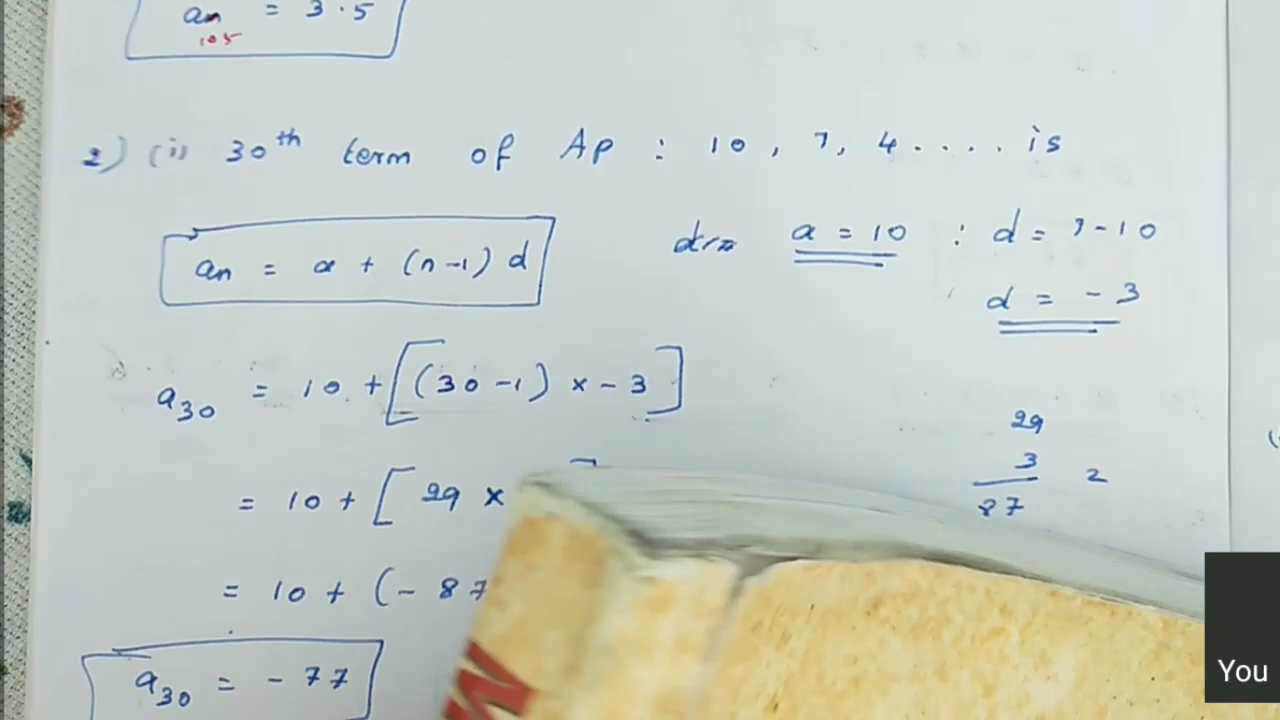 an = 3.5
105
2) (i) 30th term of AP : 10, 7, 4.... is
an = a + (n-1) d
a = 10 : d = 7-10
d = -3
a30 = 10 + [(30-1) x -3]
29
3
87
2
= 10 + [ 29 x
= 10 + (- 87
a30 = - 77
You